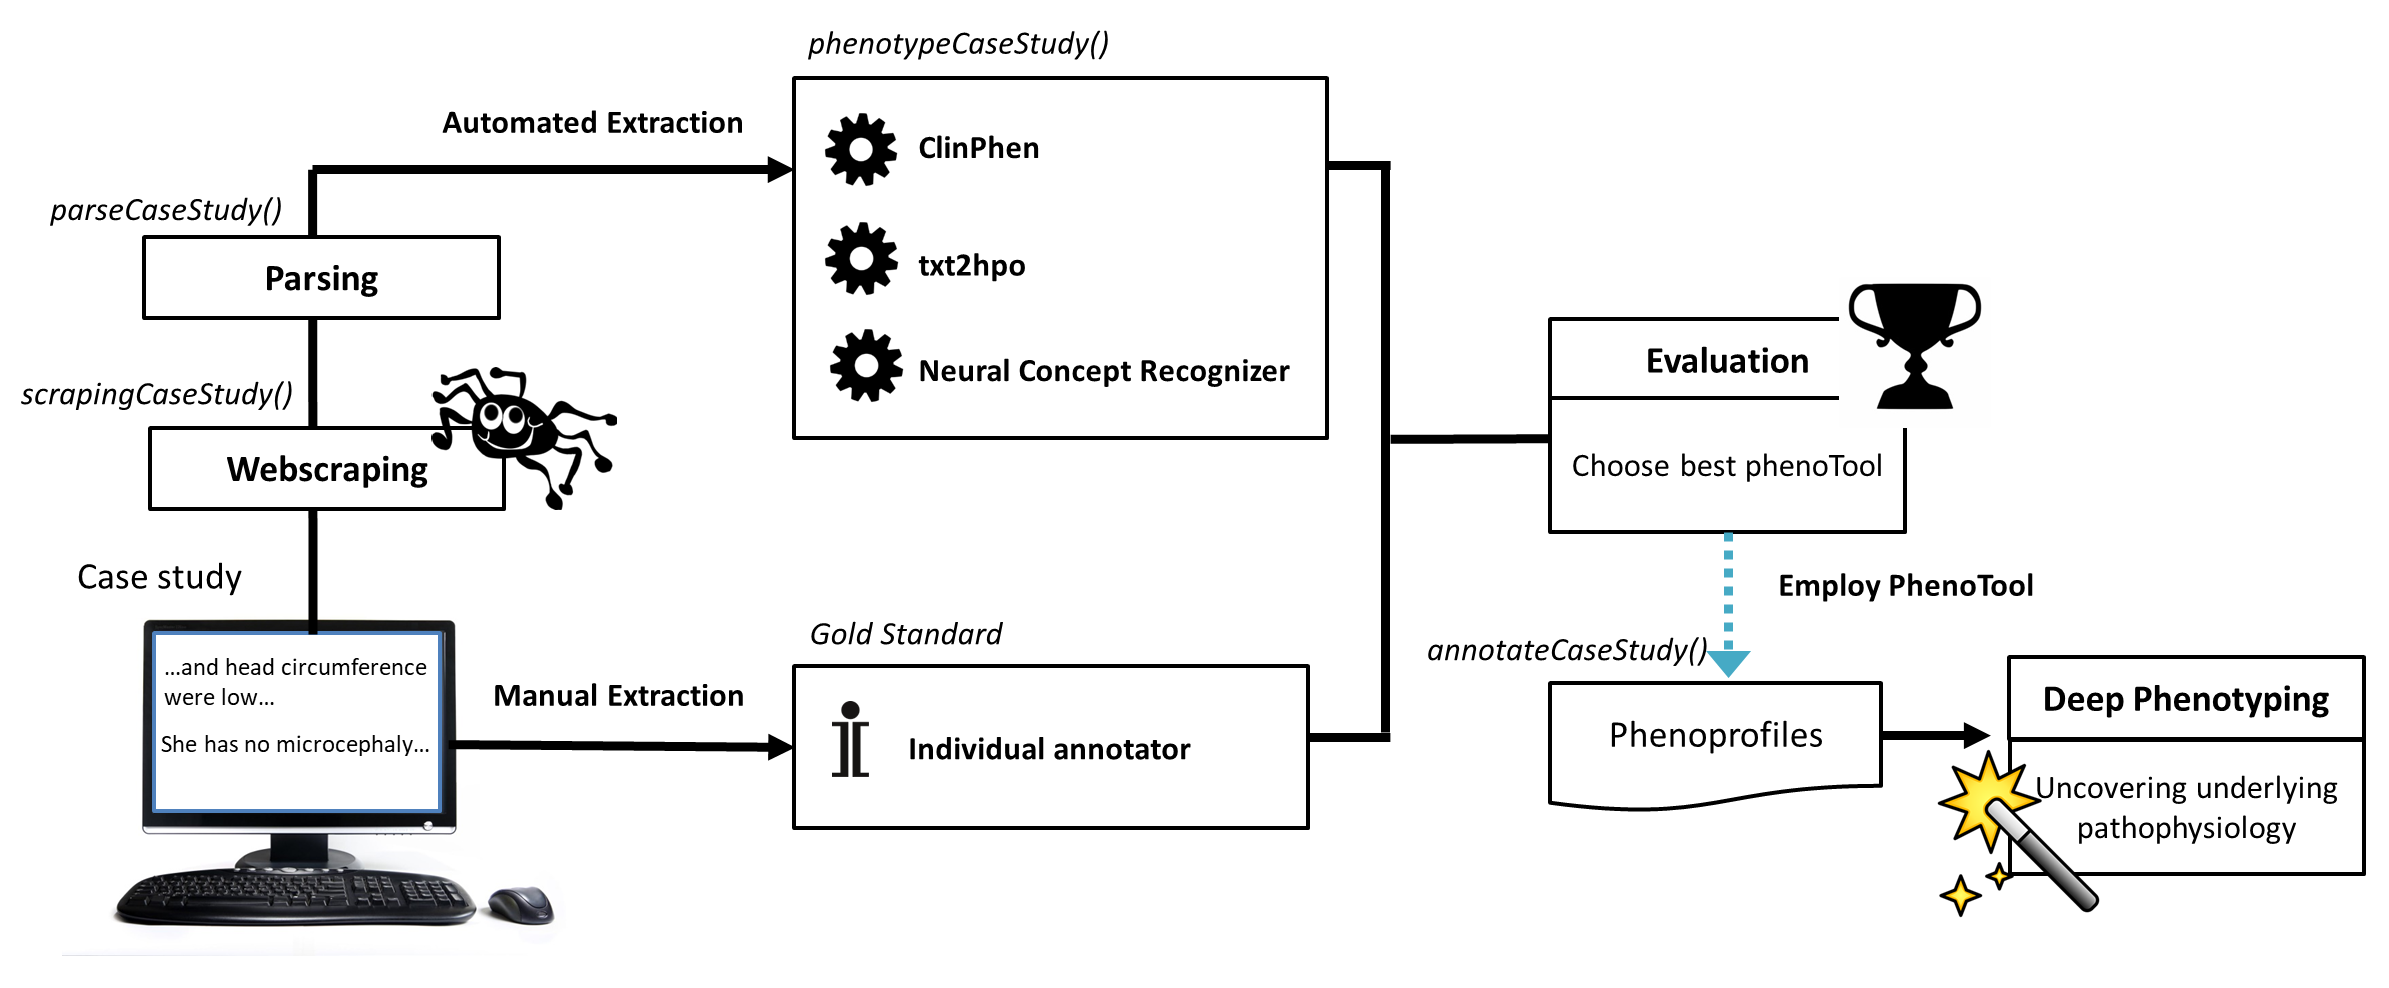 phenotypeCaseStudy()
Automated Extraction
ClinPhen
txt2hpo
Neural Concept Recognizer
parseCaseStudy()
Parsing
scrapingCaseStudy()
Webscraping
Case study
...and head circumference
were low...
She has no microcephaly...
Manual Extraction
Gold Standard
Individual annotator
Evaluation
Choose best phenoTool
Employ PhenoTool
annotateCaseStudy()
Phenoprofiles
Deep Phenotyping
Uncovering underlying
pathophysiology